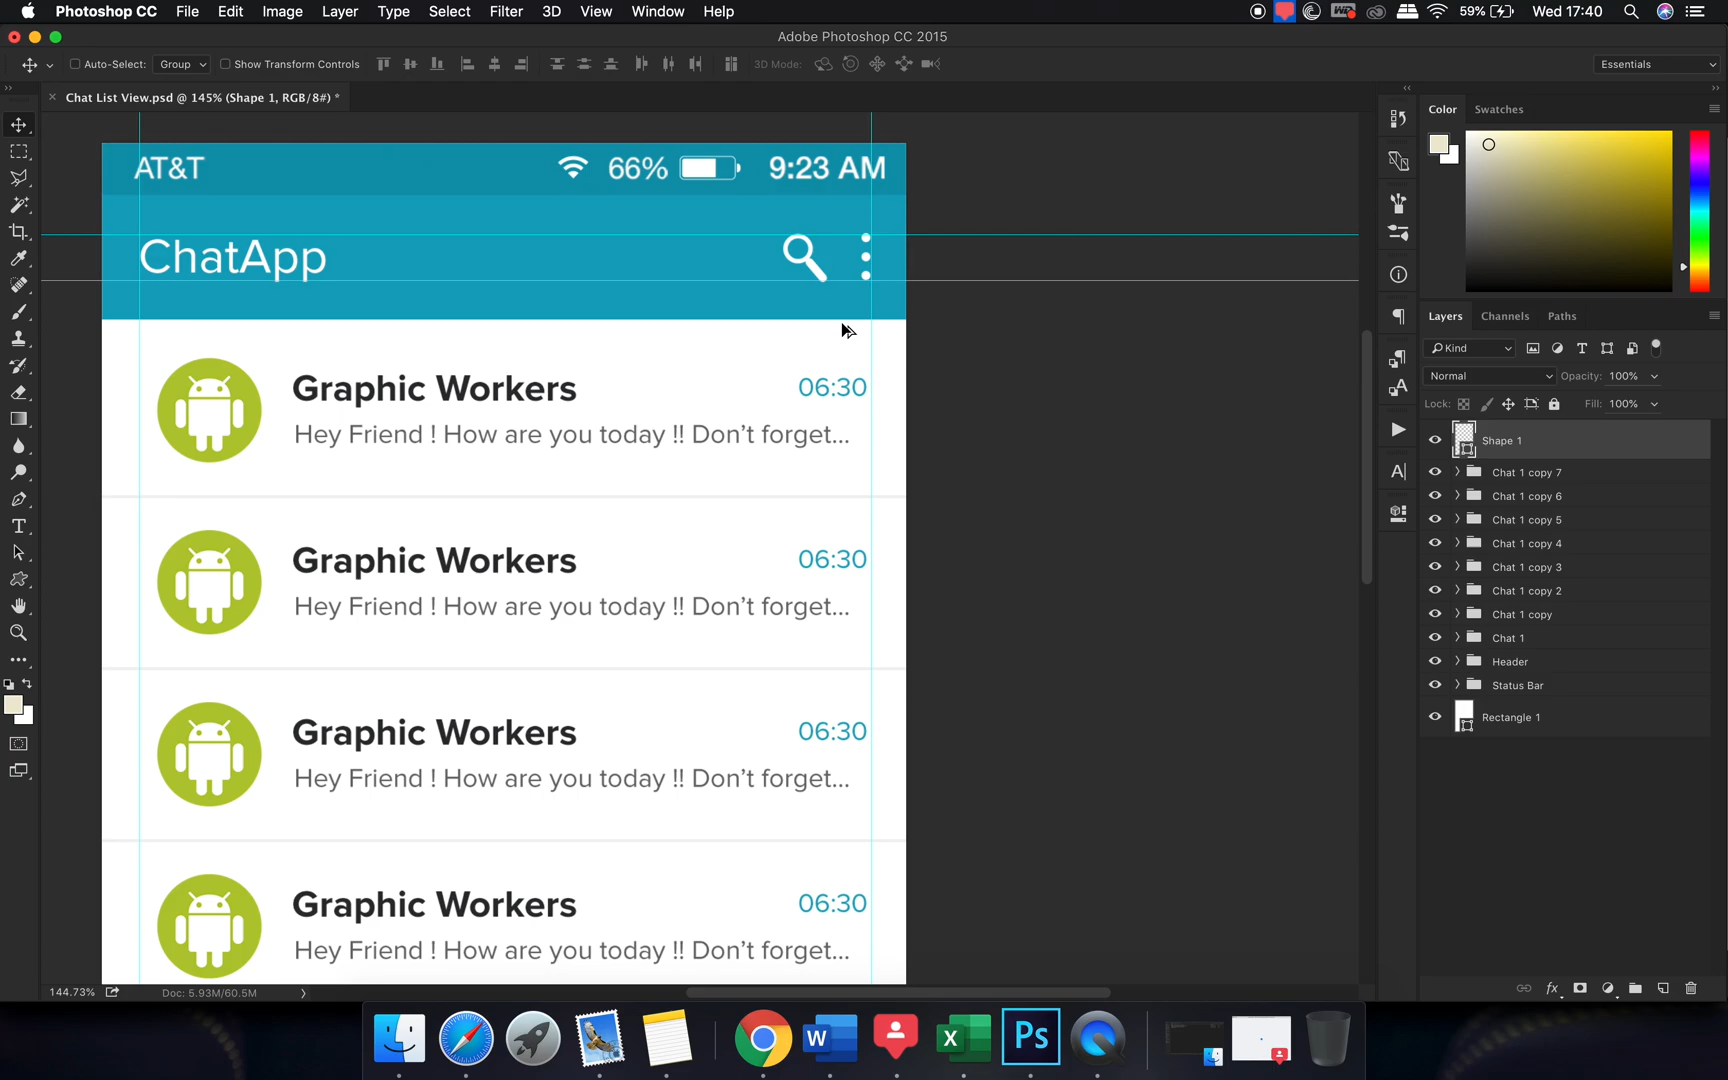 Photoshop CC File Edit Image Layer Type Select Filter 3D View Window Help 59% Wed 17:40
Adobe Photoshop CC 2015
Auto-Select: Group Show Transform Controls 3D Mode: Essentials
Chat List View.psd @ 145% (Shape 1, RGB/8#) *
Color Swatches
AT&T 66% 9:23 AM
ChatApp
Graphic Workers 06:30
Hey Friend ! How are you today !! Don't forget...
Graphic Workers 06:30
Hey Friend ! How are you today !! Don't forget...
Graphic Workers 06:30
Hey Friend ! How are you today !! Don't forget...
Graphic Workers 06:30
Hey Friend ! How are you today !! Don't forget...
Layers Channels Paths
Kind
Normal Opacity: 100%
Lock: Fill: 100%
Shape 1
Chat 1 copy 7
Chat 1 copy 6
Chat 1 copy 5
Chat 1 copy 4
Chat 1 copy 3
Chat 1 copy 2
Chat 1 copy
Chat 1
Header
Status Bar
Rectangle 1
144.73% Doc: 5.93M/60.5M
W X Ps